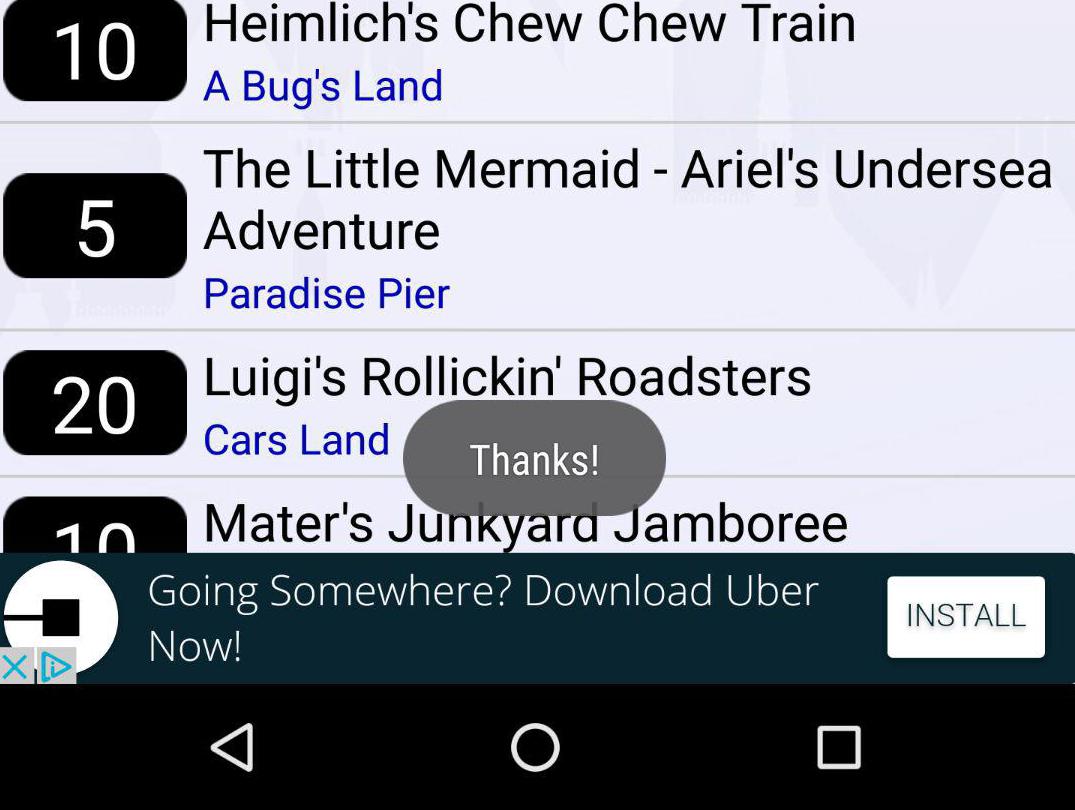 10
Heimlich's Chew Chew Train
A Bug's Land
The Little Mermaid - Ariel's Undersea
5
Adventure
Paradise Pier
20
Luigi's Rollickin' Roadsters
Cars Land
Thanks!
10
Mater's Junkyard Jamboree
Going Somewhere? Download Uber
Now!
INSTALL